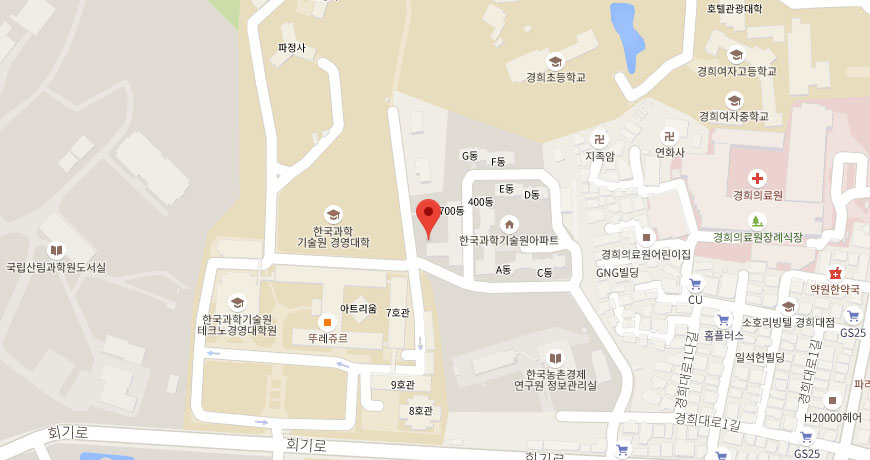 호텔관광대학
파정사
경희초등학교
경희여자고등학교
경희여자중학교
지족암
연화사
G동
F동
E동
D동
400동
700동
경희의료원
한국과학
기술원 경영대학
한국과학기술원아파트
경희의료원장례식장
경희의료원어린이집
국립산림과학원도서실
A동
C동
GNG빌딩
CU
약원한약국
한국과학기술원
테크노경영대학원
아트리움
7호관
뚜레쥬르
홈플러스
소호리빙텔 경희대점
GS25
일석헌빌딩
경희대로1나길
경희대로1길
한국농촌경제
연구원 정보관리실
9호관
8호관
파리
H20000헤어
경희대로1길
GS25
회기로
회기로
회기로